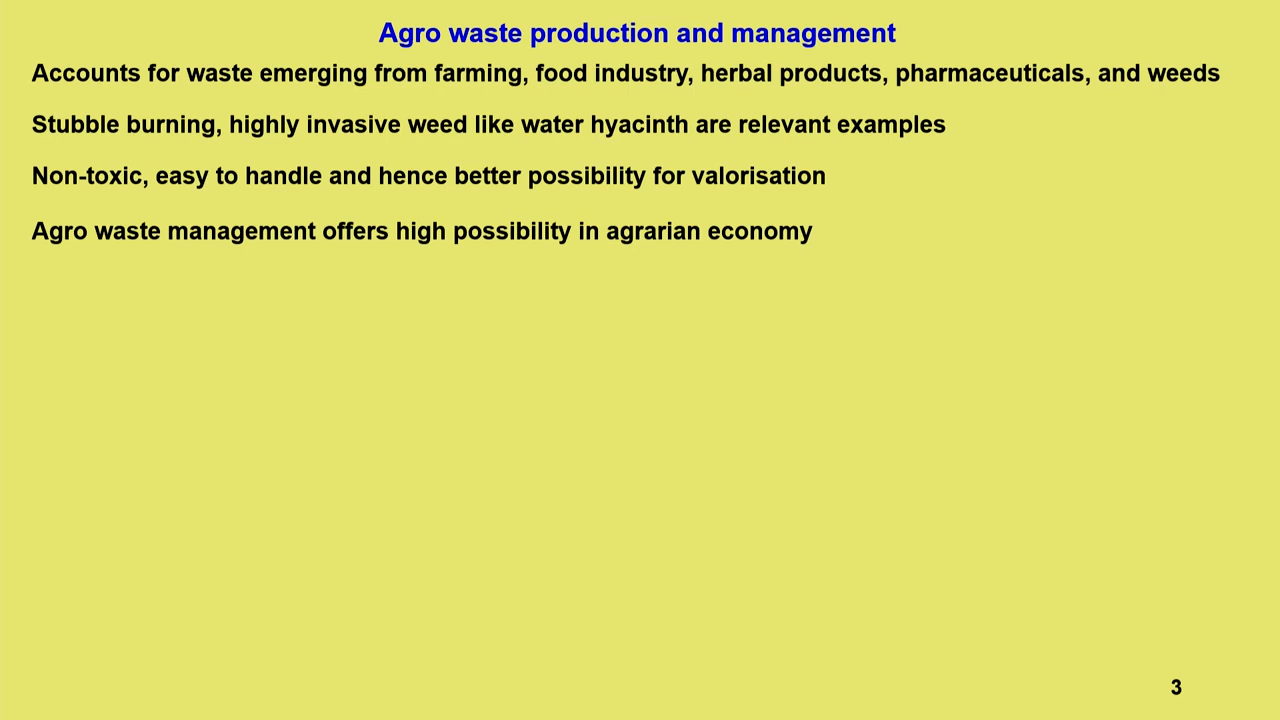 Agro waste production and management
Accounts for waste emerging from farming, food industry, herbal products, pharmaceuticals, and weeds
Stubble burning, highly invasive weed like water hyacinth are relevant examples
Non-toxic, easy to handle and hence better possibility for valorisation
Agro waste management offers high possibility in agrarian economy
3